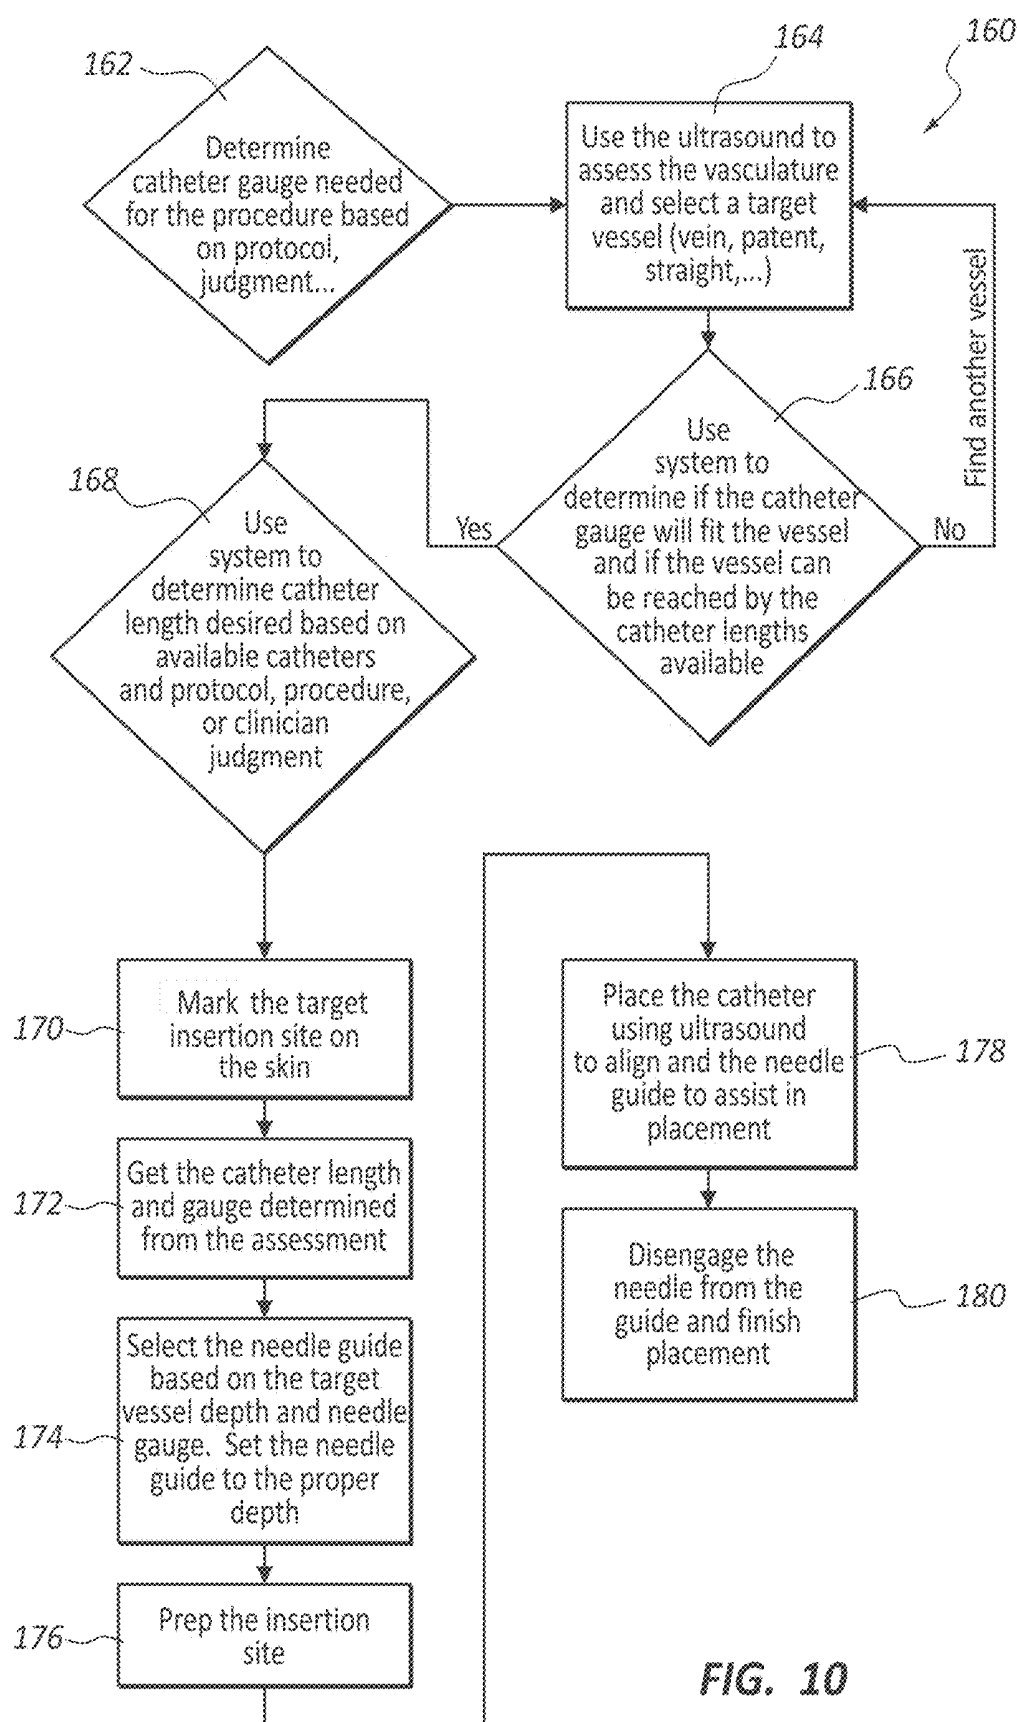 160
162
Determine
catheter gauge needed
for the procedure based
on protocol,
judgment...
164
Use the ultrasound to
assess the vasculature
and select a target
vessel (vein, patent,
straight,...)
166
Use
system to
determine if the catheter
gauge will fit the vessel
and if the vessel can
be reached by the
catheter lengths
available
Yes
No
Find another vessel
168
Use
system to
determine catheter
length desired based on
available catheters
and protocol, procedure,
or clinician
judgment
170
Mark the target
insertion site on
the skin
172
Get the catheter length
and gauge determined
from the assessment
174
Select the needle guide
based on the target
vessel depth and needle
gauge. Set the needle
guide to the proper
depth
176
Prep the insertion
site
178
Place the catheter
using ultrasound
to align and the needle
guide to assist in
placement
180
Disengage the
needle from the
guide and finish
placement
FIG. 10